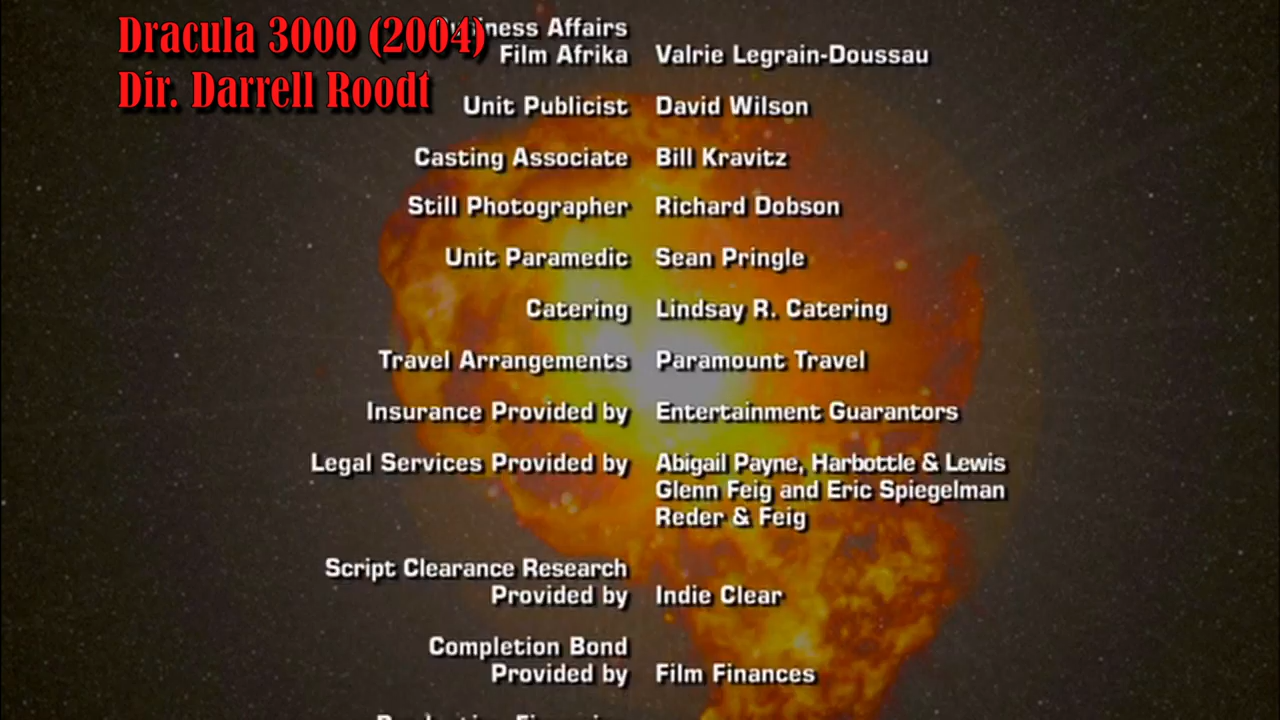 Dracula 3000 (2004)
Dir. Darrell Roodt
Business Affairs
Film Afrika Valrie Legrain-Doussau
Unit Publicist David Wilson
Casting Associate Bill Kravitz
Still Photographer Richard Dobson
Unit Paramedic Sean Pringle
Catering Lindsay R. Catering
Travel Arrangements Paramount Travel
Insurance Provided by Entertainment Guarantors
Legal Services Provided by Abigail Payne, Harbottle & Lewis
Glenn Feig and Eric Spiegelman
Reder & Feig
Script Clearance Research
Provided by Indie Clear
Completion Bond
Provided by Film Finances